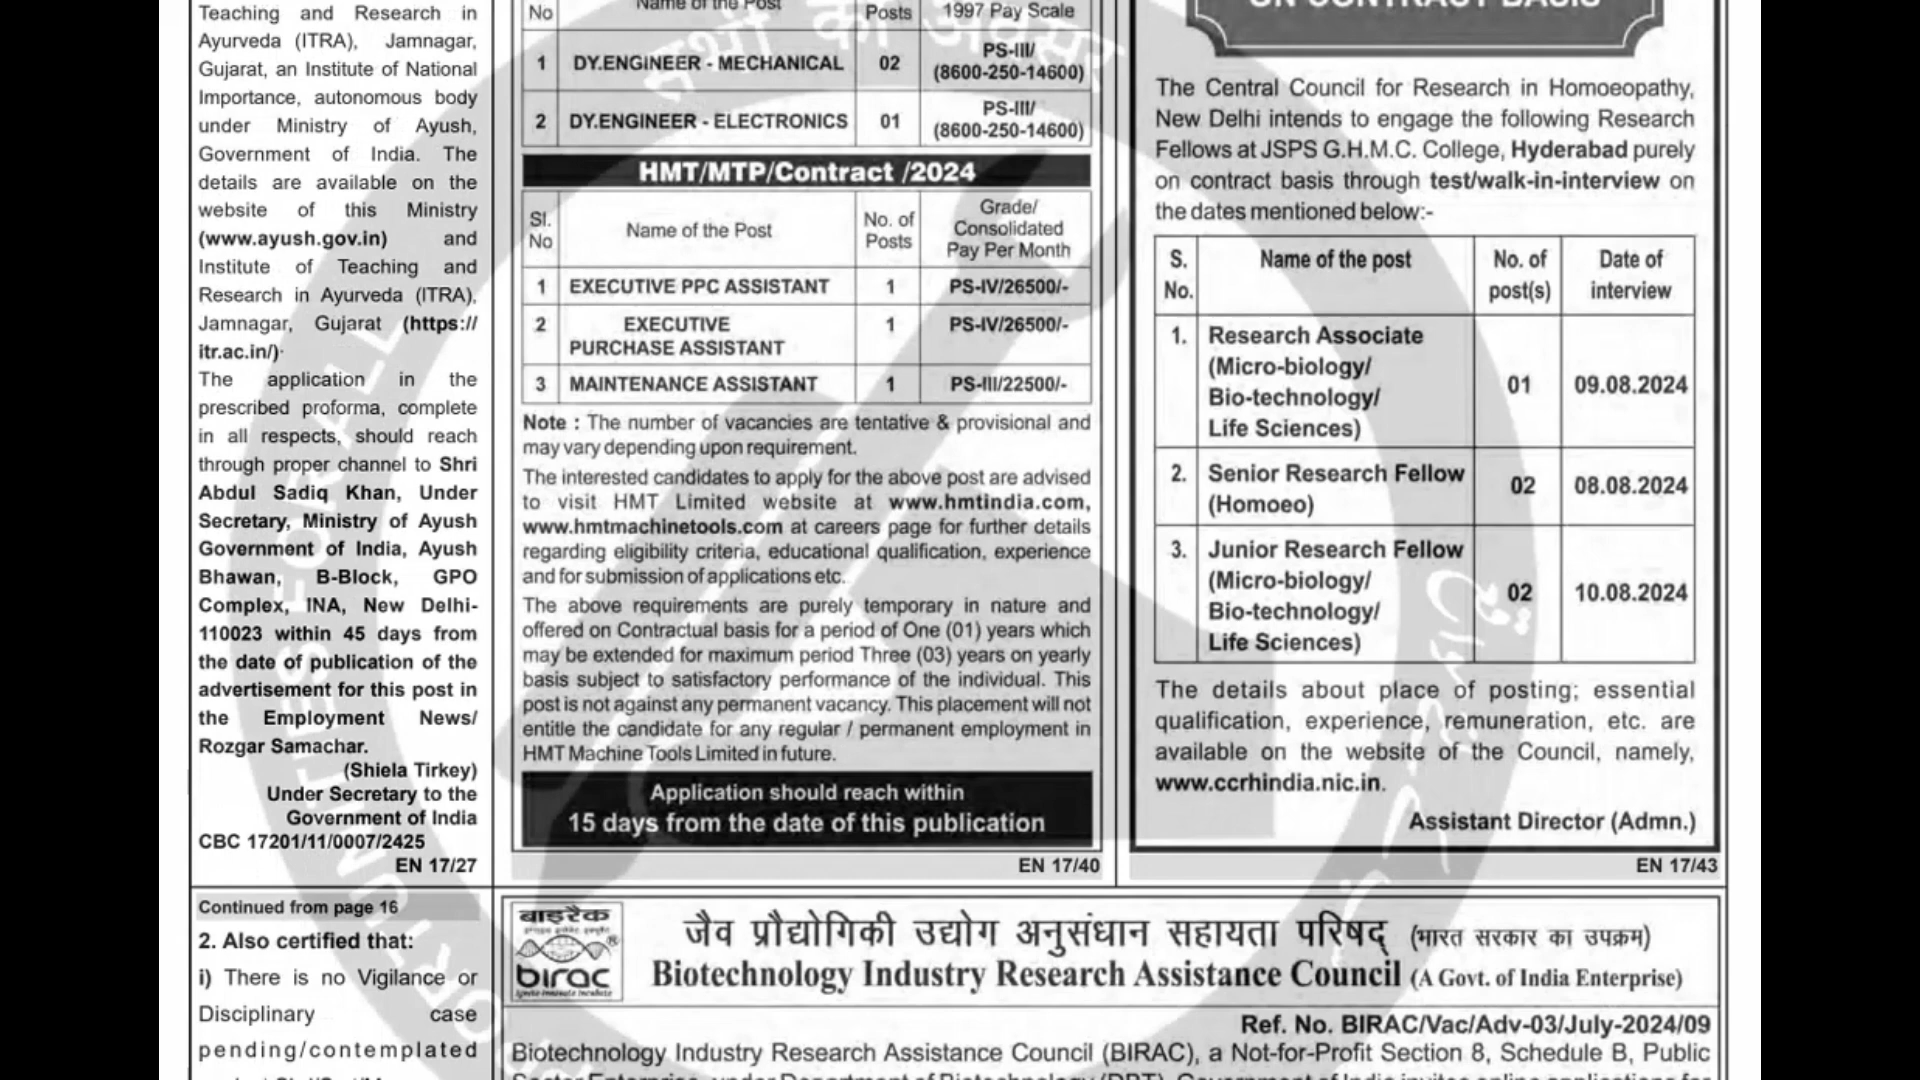 Teaching and Research in
Ayurveda (ITRA), Jamnagar,
Gujarat, an Institute of National
Importance, autonomous body
under Ministry of Ayush,
Government of India. The
details are available on the
website of this Ministry
(www.ayush.gov.in) and
Institute of Teaching and
Research in Ayurveda (ITRA),
Jamnagar, Gujarat (https://
itr.ac.in/)·
The application in the
prescribed proforma, complete
in all respects, should reach
through proper channel to Shri
Abdul Sadiq Khan, Under
Secretary, Ministry of Ayush
Government of India, Ayush
Bhawan, B-Block, GPO
Complex, INA, New Delhi-
110023 within 45 days from
the date of publication of the
advertisement for this post in
the Employment News/
Rozgar Samachar.
(Shiela Tirkey)
Under Secretary to the
Government of India
CBC 17201/11/0007/2425
EN 17/27
Continued from page 16
2. Also certified that:
i) There is no Vigilance or
Disciplinary case
pending/contemplated
No Name of the Post Posts 1997 Pay Scale
1 DY.ENGINEER - MECHANICAL 02 PS-III/
(8600-250-14600)
2 DY.ENGINEER - ELECTRONICS 01 PS-III/
(8600-250-14600)
HMT/MTP/Contract /2024
Sl.
No
Name of the Post
No. of
Posts
Grade/
Consolidated
Pay Per Month
1 EXECUTIVE PPC ASSISTANT 1 PS-IV/26500/-
2 EXECUTIVE 1 PS-IV/26500/-
PURCHASE ASSISTANT
3 MAINTENANCE ASSISTANT 1 PS-III/22500/-
Note : The number of vacancies are tentative & provisional and
may vary depending upon requirement.
The interested candidates to apply for the above post are advised
to visit HMT Limited website at www.hmtindia.com,
www.hmtmachinetools.com at careers page for further details
regarding eligibility criteria, educational qualification, experience
and for submission of applications etc.
The above requirements are purely temporary in nature and
offered on Contractual basis for a period of One (01) years which
may be extended for maximum period Three (03) years on yearly
basis subject to satisfactory performance of the individual. This
post is not against any permanent vacancy. This placement will not
entitle the candidate for any regular / permanent employment in
HMT Machine Tools Limited in future.
Application should reach within
15 days from the date of this publication
EN 17/40
ON CONTRACT BASIS
The Central Council for Research in Homoeopathy,
New Delhi intends to engage the following Research
Fellows at JSPS G.H.M.C. College, Hyderabad purely
on contract basis through test/walk-in-interview on
the dates mentioned below:-
S.
No.
Name of the post
No. of
post(s)
Date of
interview
1. Research Associate
(Micro-biology/
Bio-technology/
Life Sciences)
01 09.08.2024
2. Senior Research Fellow
(Homoeo)
02 08.08.2024
3. Junior Research Fellow
(Micro-biology/
Bio-technology/
Life Sciences)
02 10.08.2024
The details about place of posting; essential
qualification, experience, remuneration, etc. are
available on the website of the Council, namely,
www.ccrhindia.nic.in.
Assistant Director (Admn.)
EN 17/43
बाइरैक
birac
जैव प्रौद्योगिकी उद्योग अनुसंधान सहायता परिषद् (भारत सरकार का उपक्रम)
Biotechnology Industry Research Assistance Council (A Govt. of India Enterprise)
Ref. No. BIRAC/Vac/Adv-03/July-2024/09
Biotechnology Industry Research Assistance Council (BIRAC), a Not-for-Profit Section 8, Schedule B, Public